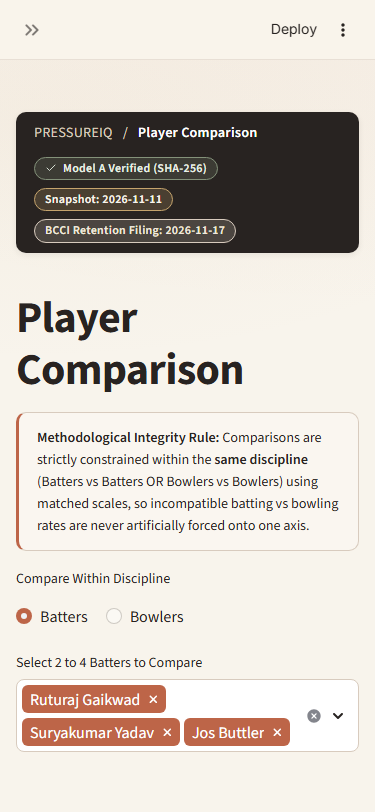 Deploy
PRESSUREIQ / Player Comparison
✓ Model A Verified (SHA-256)
Snapshot: 2026-11-11
BCCI Retention Filing: 2026-11-17
Player
Comparison
Methodological Integrity Rule: Comparisons are
strictly constrained within the same discipline
(Batters vs Batters OR Bowlers vs Bowlers) using
matched scales, so incompatible batting vs bowling
rates are never artificially forced onto one axis.
Compare Within Discipline
Batters Bowlers
Select 2 to 4 Batters to Compare
Ruturaj Gaikwad ×
Suryakumar Yadav × Jos Buttler ×